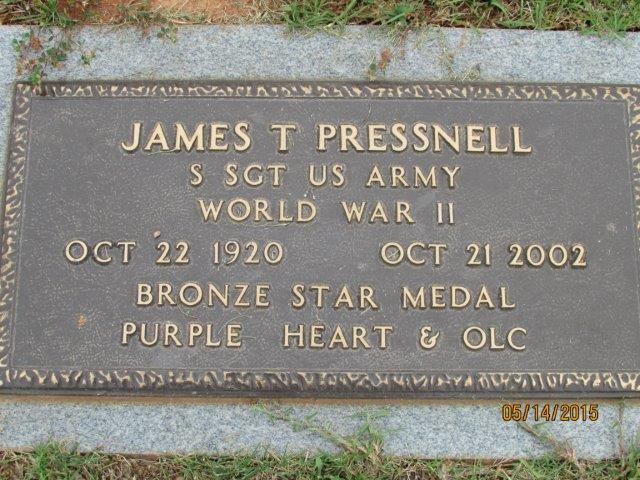 JAMES T PRESSNELL
S SGT US ARMY
WORLD WAR II
OCT 22 1920 OCT 21 2002
BRONZE STAR MEDAL
PURPLE HEART & OLC
05/14/2015